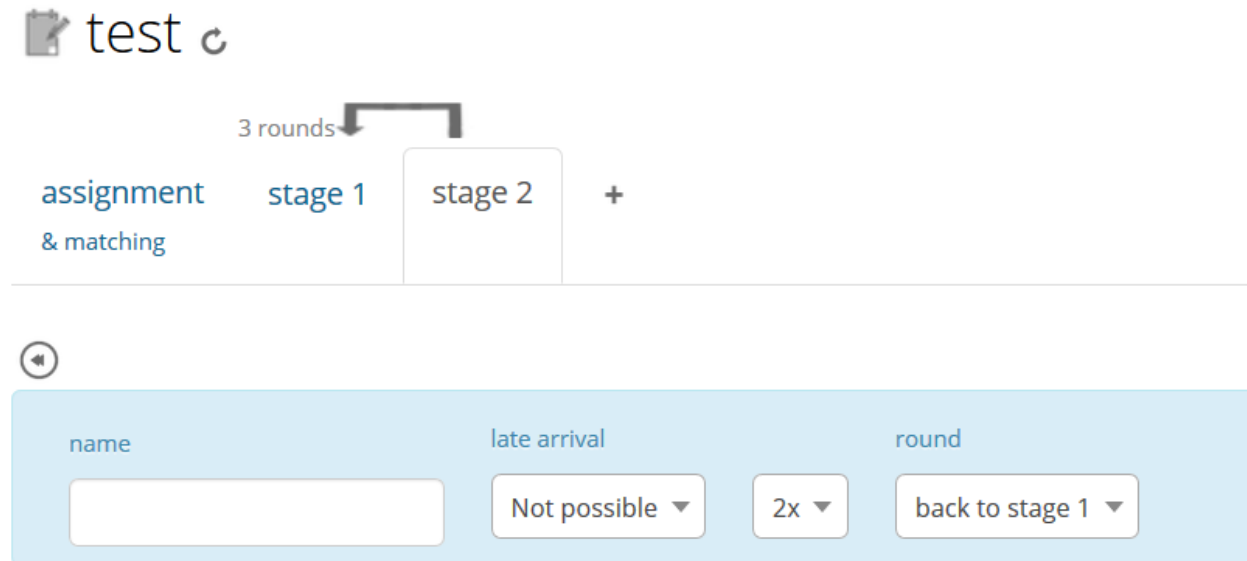 test
3 rounds
assignment stage 1 stage 2 +
& matching
name late arrival round
Not possible 2x back to stage 1